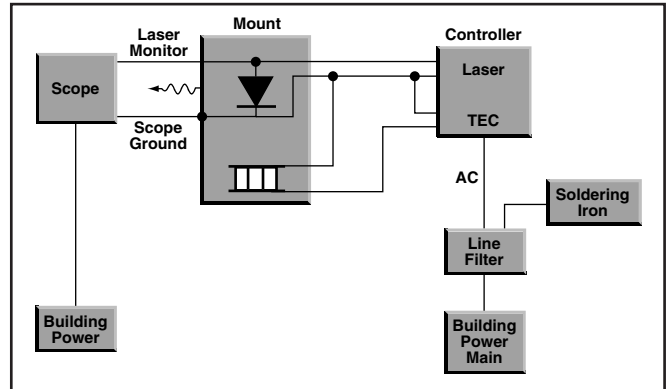 Mount
Controller
Laser
Monitor
Scope
Laser
Scope
Ground
TEC
AC
Soldering
Iron
Line
Filter
Building
Power
Building
Power
Main